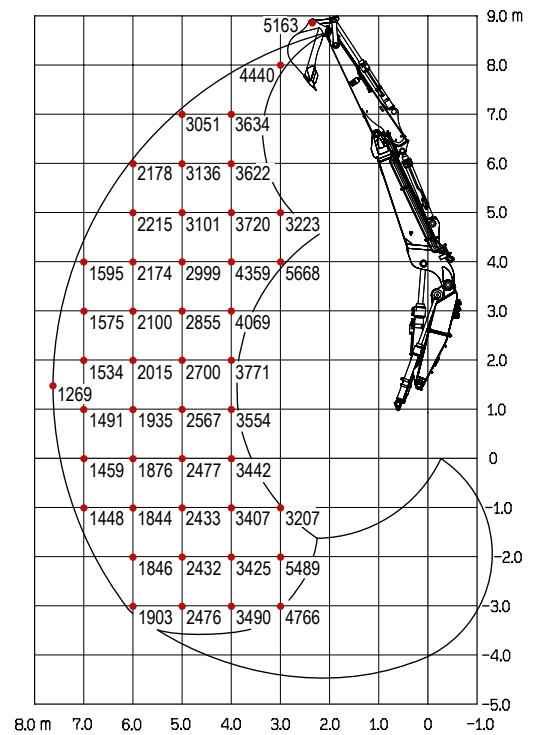 5163 9.0 m
4440 8.0
3051 3634 7.0
2178 3136 3622 6.0
2215 3101 3720 3223 5.0
1595 2174 2999 4359 5668 4.0
1575 2100 2855 4069 3.0
1534 2015 2700 3771 2.0
1269
1491 1935 2567 3554 1.0
1459 1876 2477 3442 0
1448 1844 2433 3407 3207 -1.0
1846 2432 3425 5489 -2.0
1903 2476 3490 4766 -3.0
-4.0
-5.0
8.0 m 7.0 6.0 5.0 4.0 3.0 2.0 1.0 0 -1.0